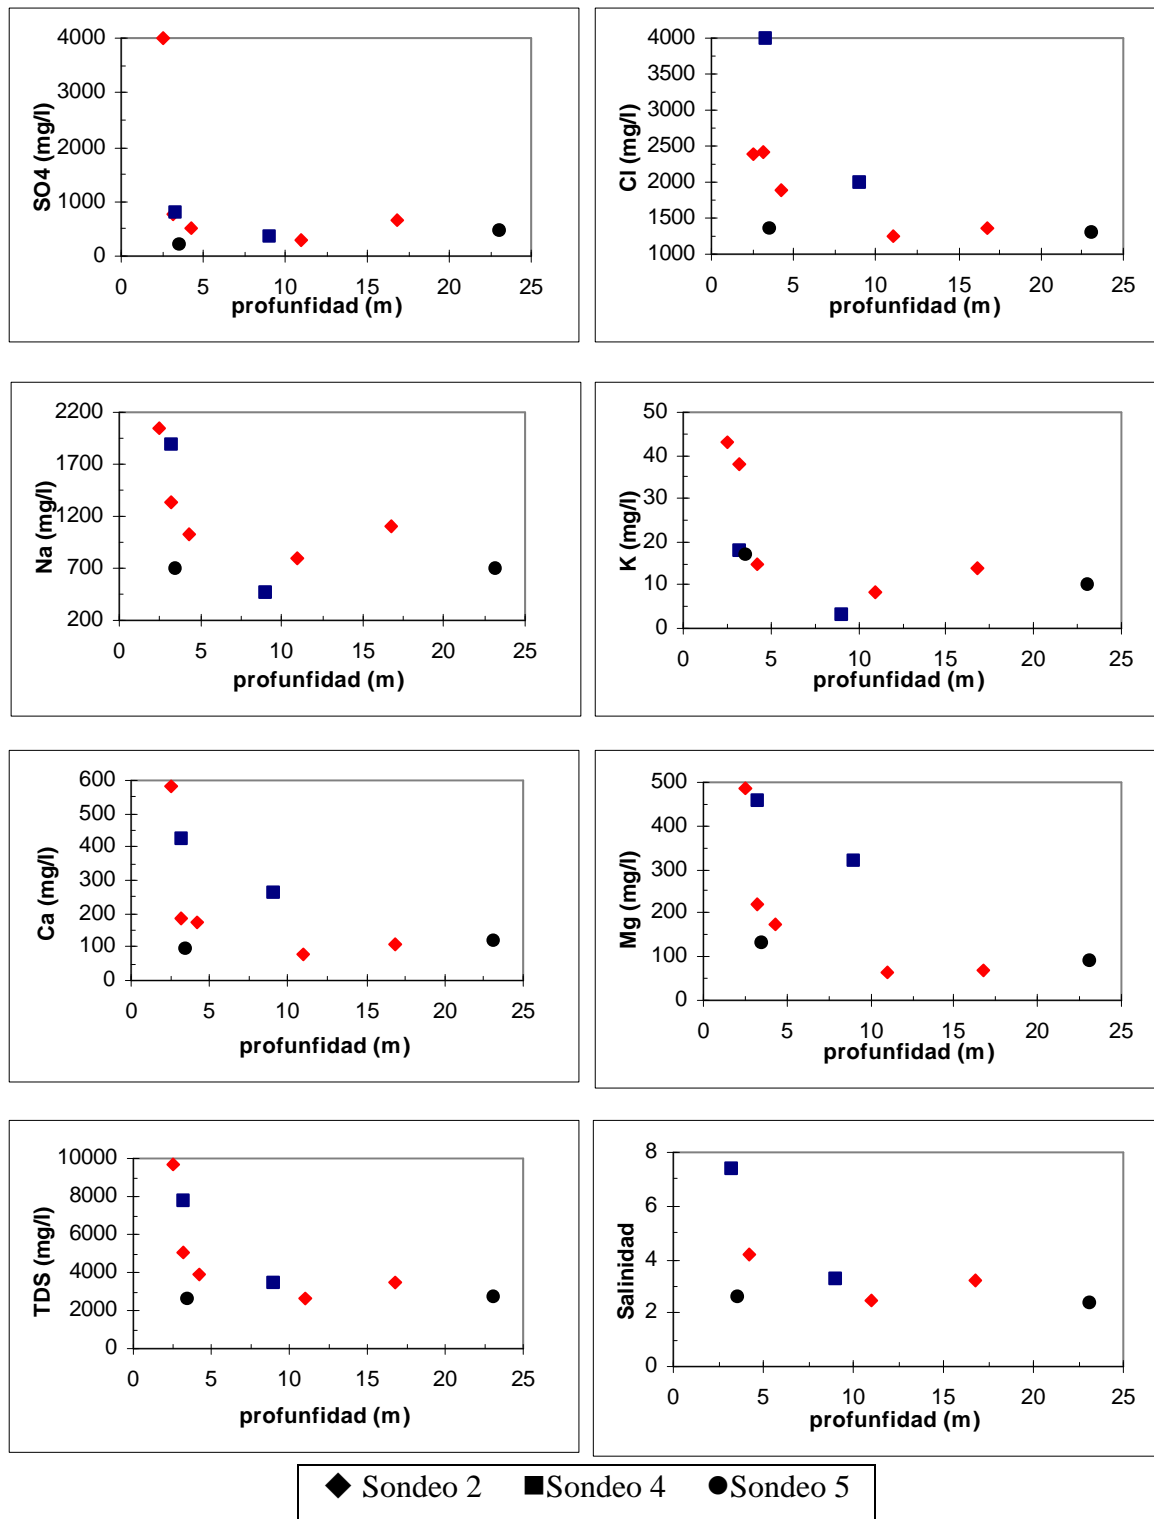 4000
3000
2000
1000
0
SO4 (mg/l)
0 5 10 15 20 25
profunfidad (m)
4000
3500
3000
2500
2000
1500
1000
Cl (mg/l)
0 5 10 15 20 25
profunfidad (m)
2200
1700
1200
700
200
Na (mg/l)
0 5 10 15 20 25
profunfidad (m)
50
40
30
20
10
0
K (mg/l)
0 5 10 15 20 25
profunfidad (m)
600
500
400
300
200
100
0
Ca (mg/l)
0 5 10 15 20 25
profunfidad (m)
500
400
300
200
100
0
Mg (mg/l)
0 5 10 15 20 25
profunfidad (m)
10000
8000
6000
4000
2000
0
TDS (mg/l)
0 5 10 15 20 25
profunfidad (m)
8
6
4
2
0
Salinidad
0 5 10 15 20 25
profunfidad (m)
Sondeo 2 Sondeo 4 Sondeo 5